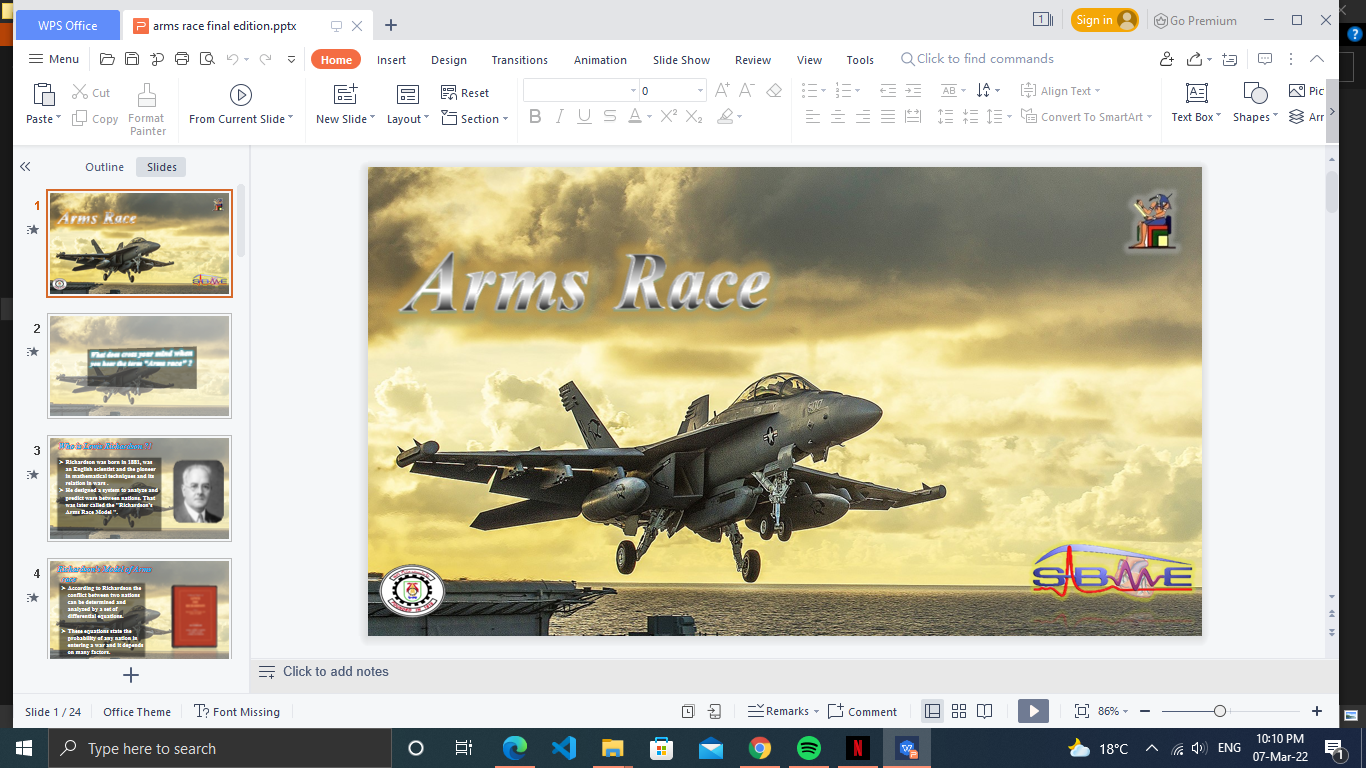 WPS Office
arms race final edition.pptx
1
Sign in
Go Premium
Menu
Home
Insert
Design
Transitions
Animation
Slide Show
Review
View
Tools
Click to find commands
Paste
Cut
Copy
Format
Painter
From Current Slide
New Slide
Layout
Reset
Section
0
Align Text
Convert To SmartArt
Text Box
Shapes
Pic
Arr
Outline
Slides
1
Arms Race
2
What does cross your mind when
you hear the term "Arms race" ?
3
Who is Lewis Richardson?!
Richardson was born in 1881, was
an English scientist and the pioneer
in mathematical techniques and its
relation in wars .
He designed a system to analyze and
predict wars between nations. That
was later called the "Richardson's
Arms Race Model ".
4
Richardson's Model of Arms
race
According to Richardson the
conflict between two nations
can be determined and
analyzed by a set of
differential equations.
These equations state the
probability of any nation in
entering a war and it depends
on many factors.
Arms Race
500
SBME
Click to add notes
Slide 1 / 24
Office Theme
Font Missing
Remarks
Comment
86%
Type here to search
18°C
ENG
10:10 PM
07-Mar-22
1